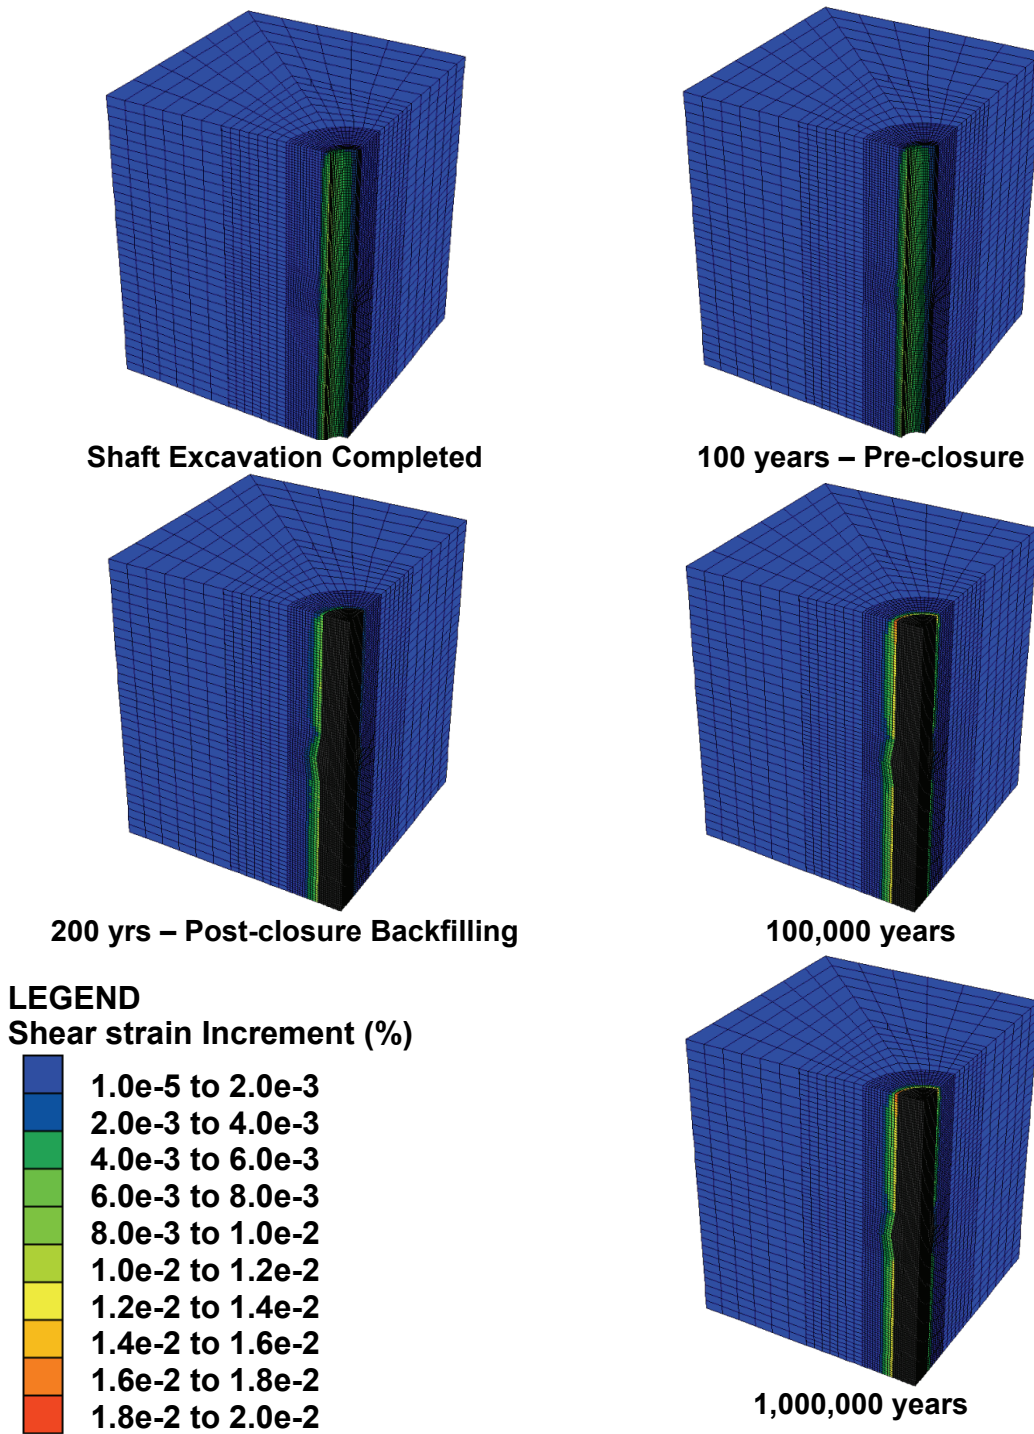 Shaft Excavation Completed
100 years – Pre-closure
200 yrs – Post-closure Backfilling
100,000 years
LEGEND
Shear strain Increment (%)
1.0e-5 to 2.0e-3
2.0e-3 to 4.0e-3
4.0e-3 to 6.0e-3
6.0e-3 to 8.0e-3
8.0e-3 to 1.0e-2
1.0e-2 to 1.2e-2
1.2e-2 to 1.4e-2
1.4e-2 to 1.6e-2
1.6e-2 to 1.8e-2
1.8e-2 to 2.0e-2
1,000,000 years